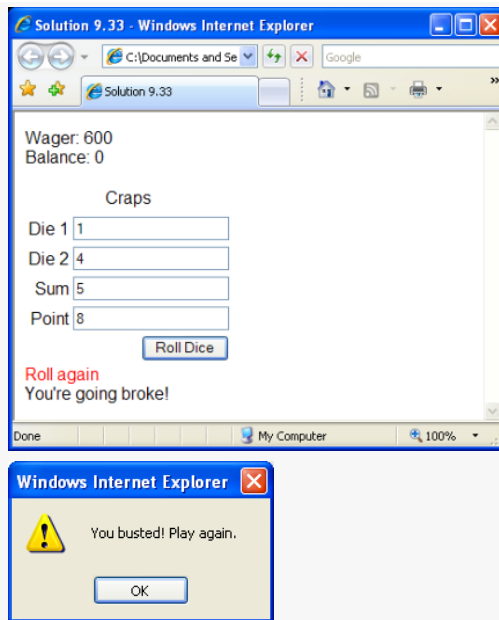 Solution 9.33 - Windows Internet Explorer
C:\Documents and Se
Google
Solution 9.33
»
Wager: 600
Balance: 0
Craps
Die 1 1
Die 2 4
Sum 5
Point 8
Roll Dice
Roll again
You're going broke!
Done My Computer 100%
Windows Internet Explorer
You busted! Play again.
OK